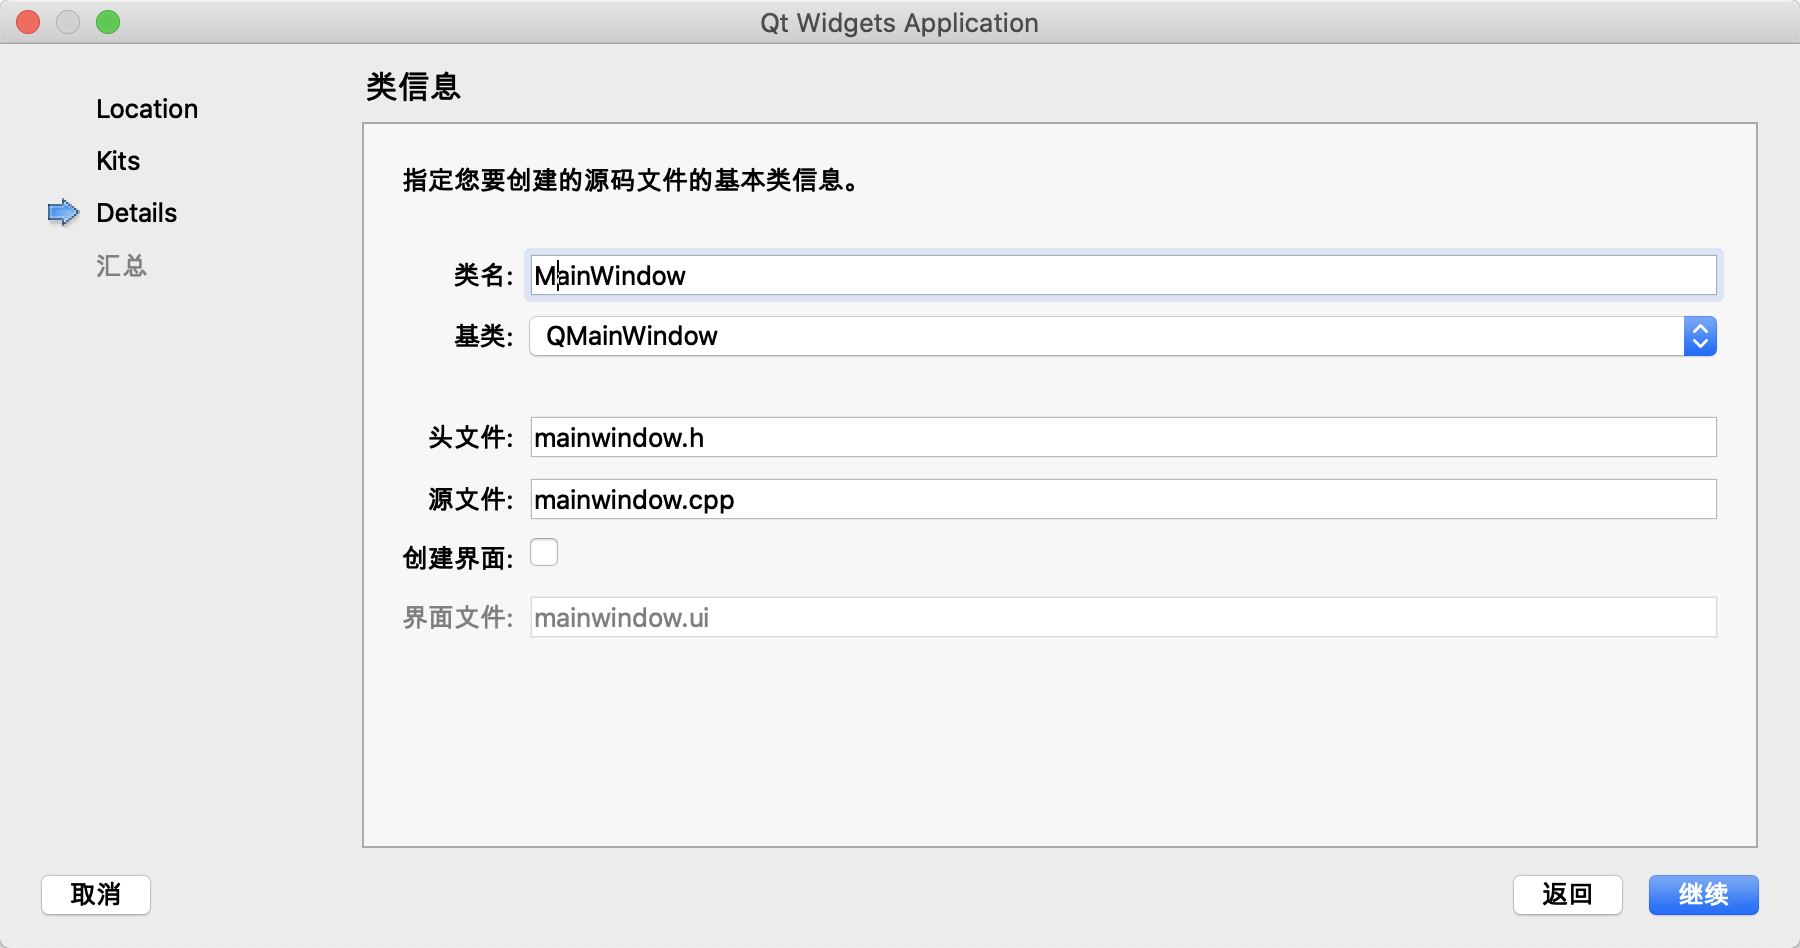 Qt Widgets Application
Location
Kits
Details
汇总
类信息
指定您要创建的源码文件的基本类信息。
类名: MainWindow
基类: QMainWindow
头文件: mainwindow.h
源文件: mainwindow.cpp
创建界面:
界面文件: mainwindow.ui
取消 返回 继续